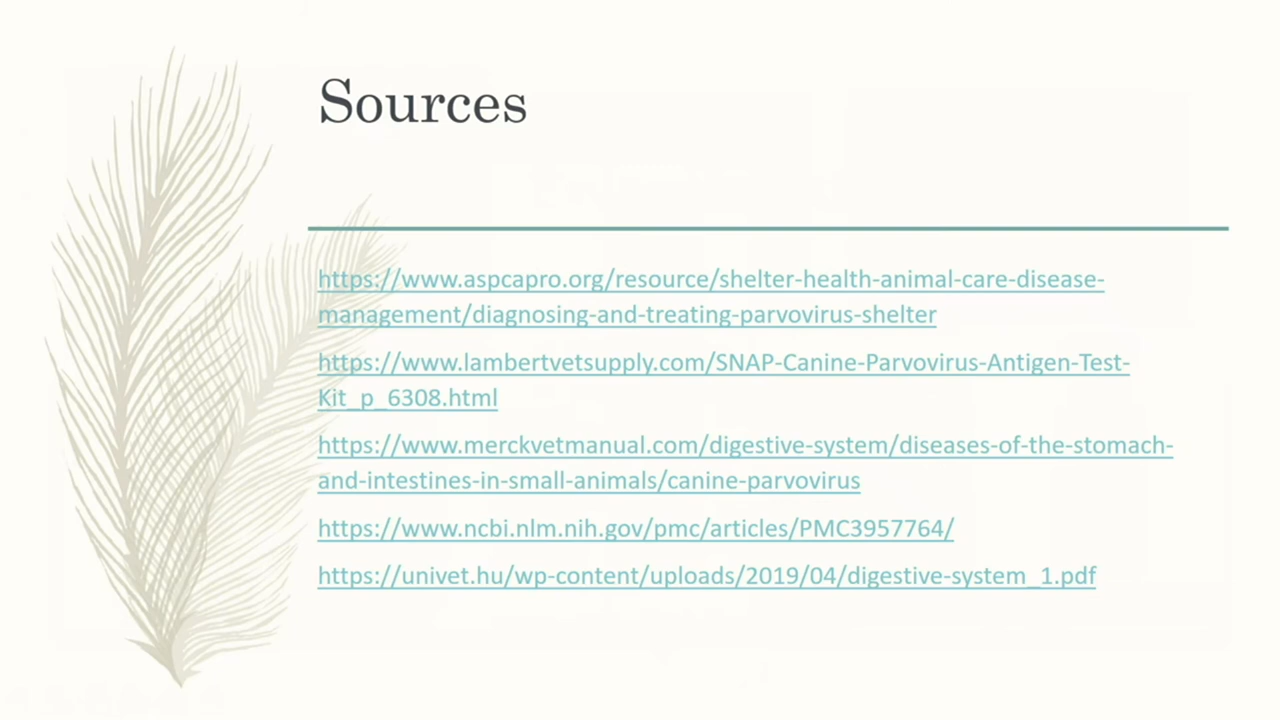 Sources
https://www.aspcapro.org/resource/shelter-health-animal-care-disease-
management/diagnosing-and-treating-parvovirus-shelter
https://www.lambertvetsupply.com/SNAP-Canine-Parvovirus-Antigen-Test-
Kit_p_6308.html
https://www.merckvetmanual.com/digestive-system/diseases-of-the-stomach-
and-intestines-in-small-animals/canine-parvovirus
https://www.ncbi.nlm.nih.gov/pmc/articles/PMC3957764/
https://univet.hu/wp-content/uploads/2019/04/digestive-system_1.pdf